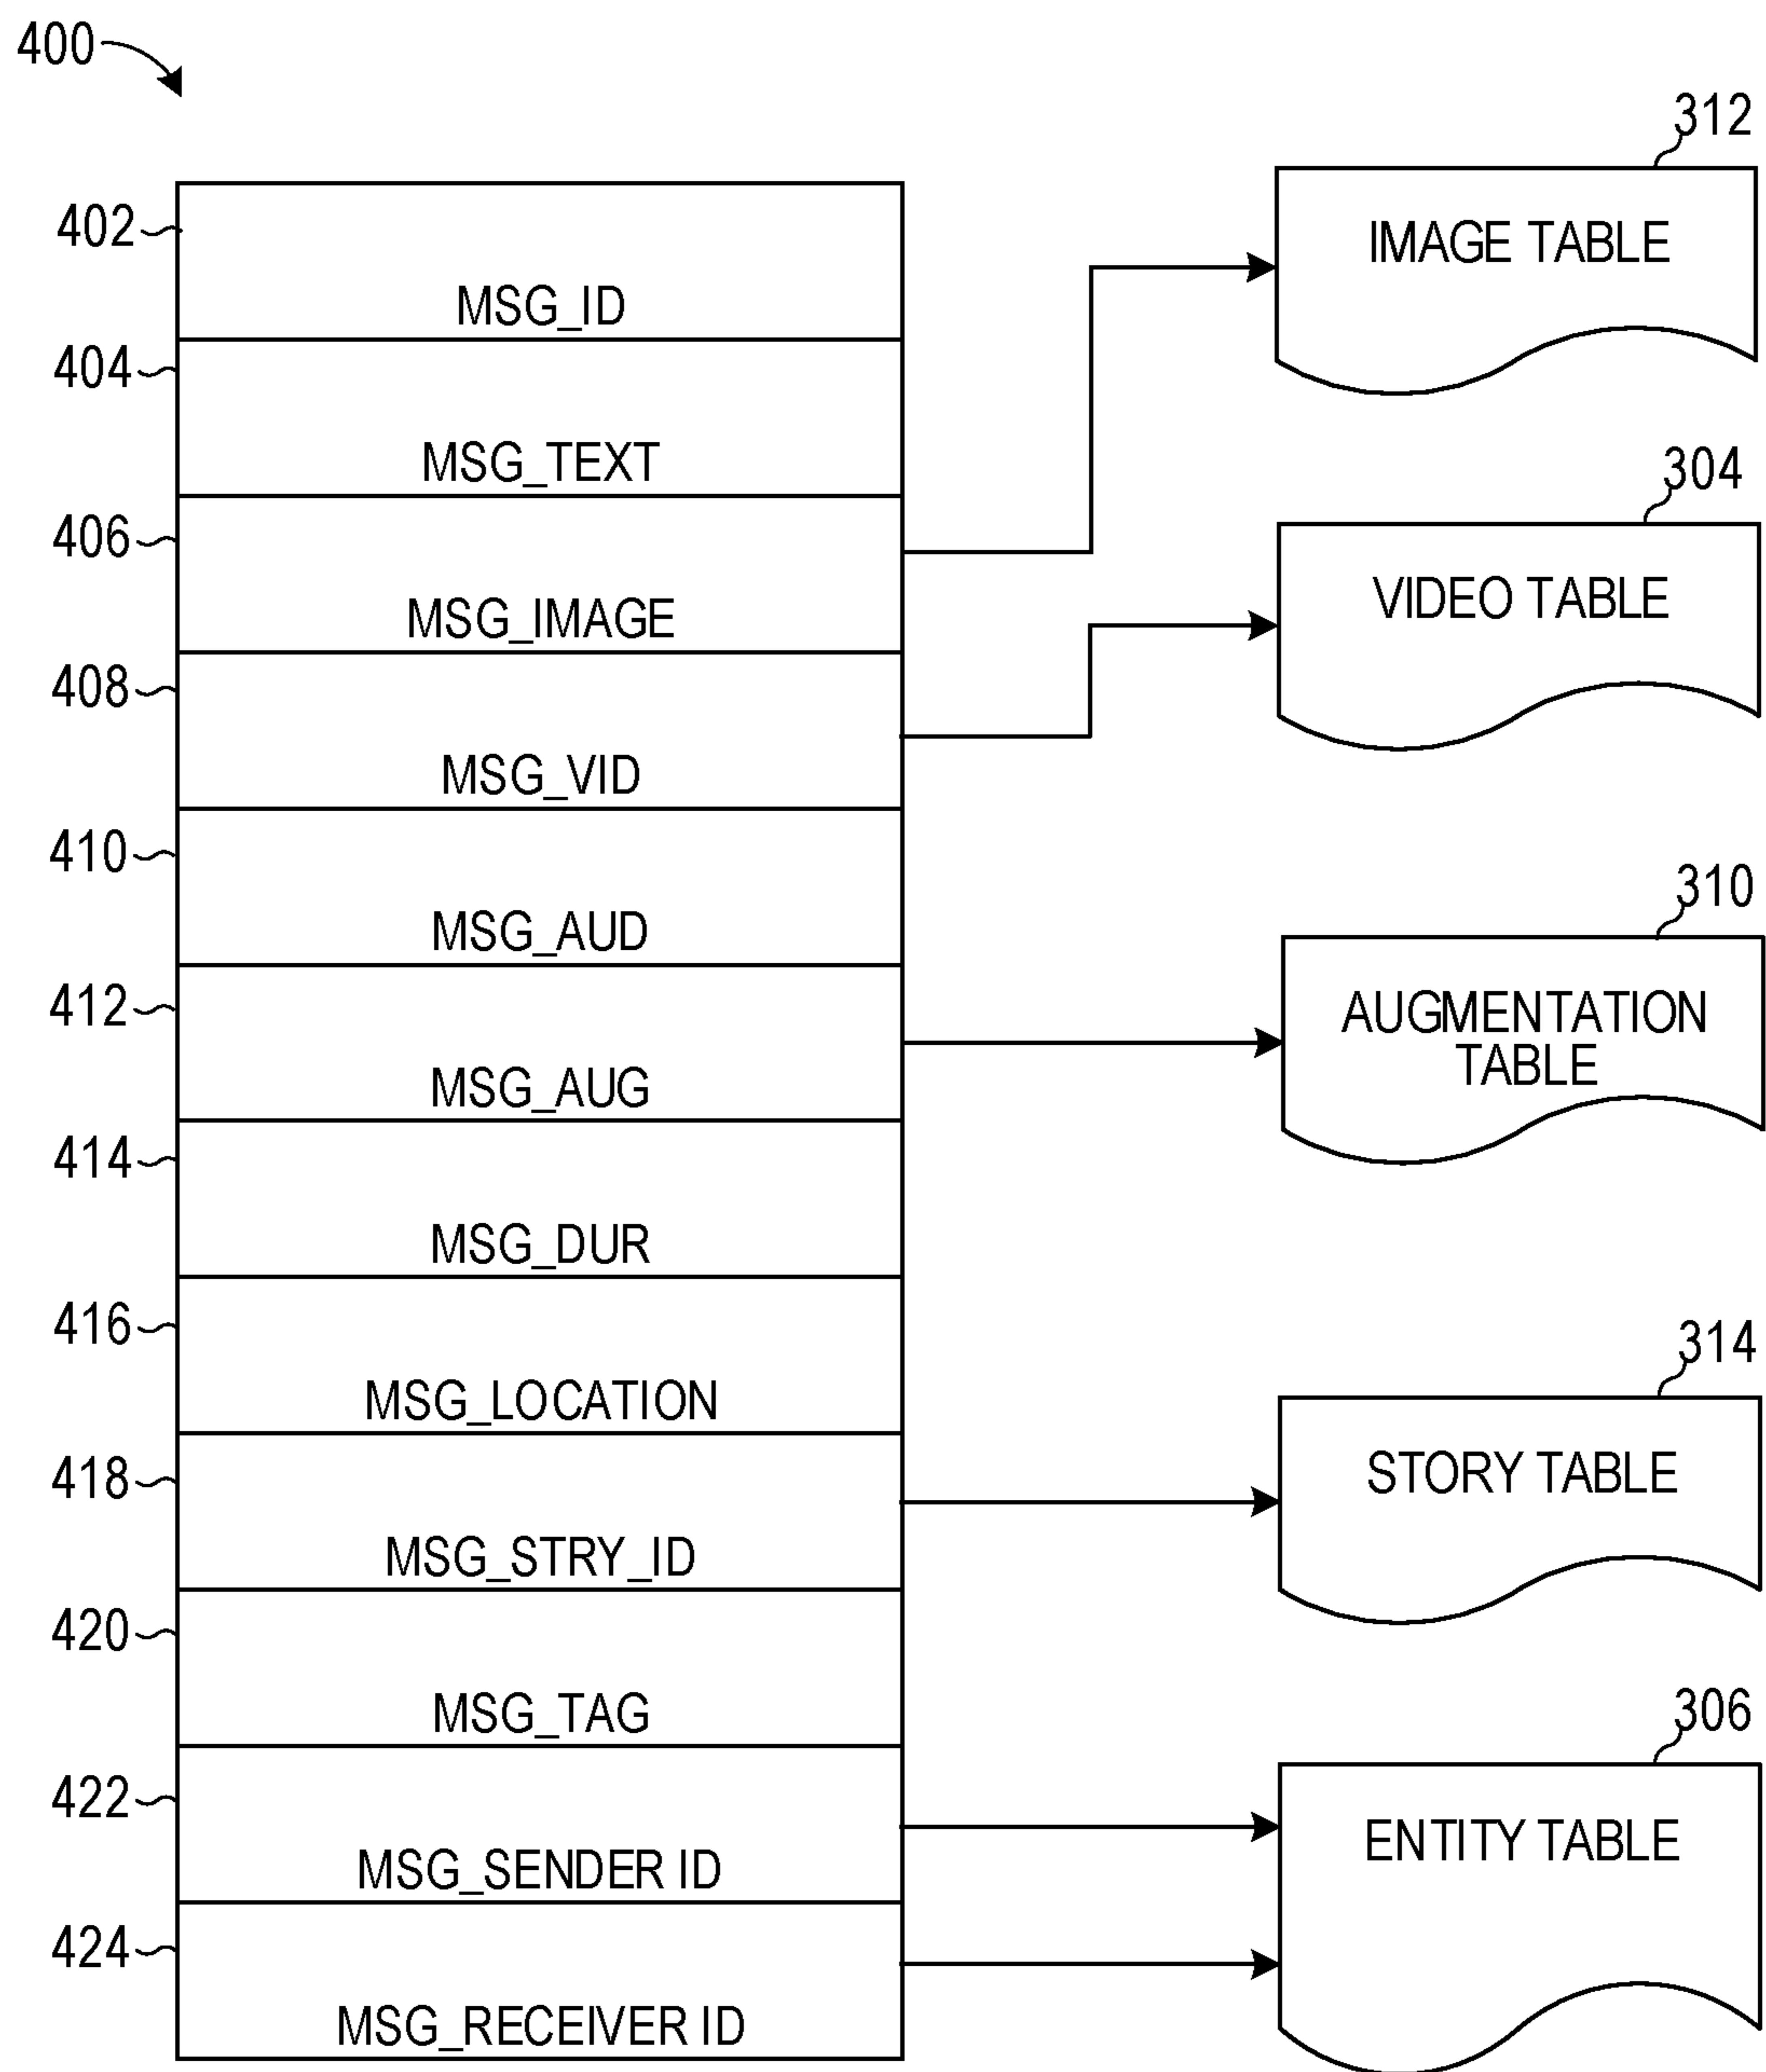 400
312
402
IMAGE TABLE
MSG_ID
404
MSG_TEXT
304
406
VIDEO TABLE
MSG_IMAGE
408
MSG_VID
410
310
MSG_AUD
412
AUGMENTATION
TABLE
MSG_AUG
414
MSG_DUR
416
314
MSG_LOCATION
418
STORY TABLE
MSG_STRY_ID
420
MSG_TAG
306
422
ENTITY TABLE
MSG_SENDER ID
424
MSG_RECEIVER ID